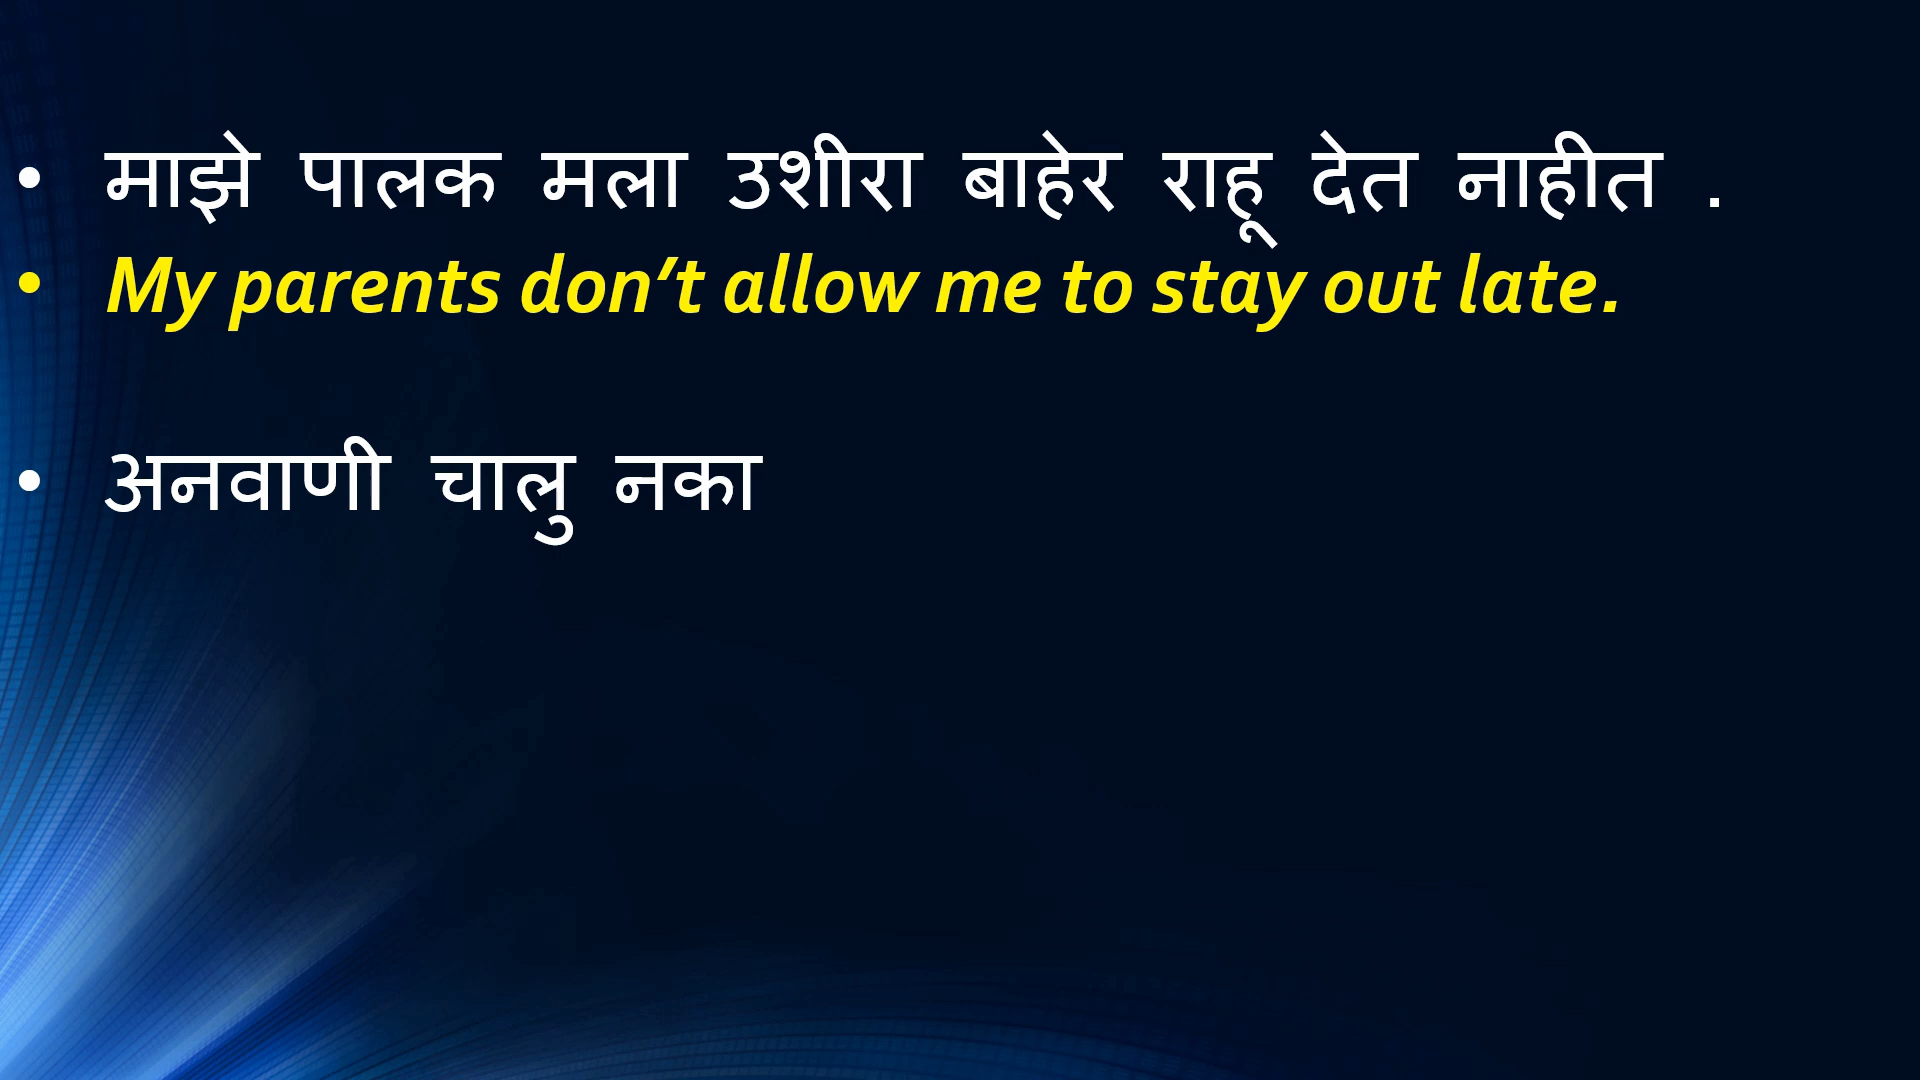 • माझे पालक मला उशीरा बाहेर राहू देत नाहीत .
• My parents don’t allow me to stay out late.
• अनवाणी चालु नका